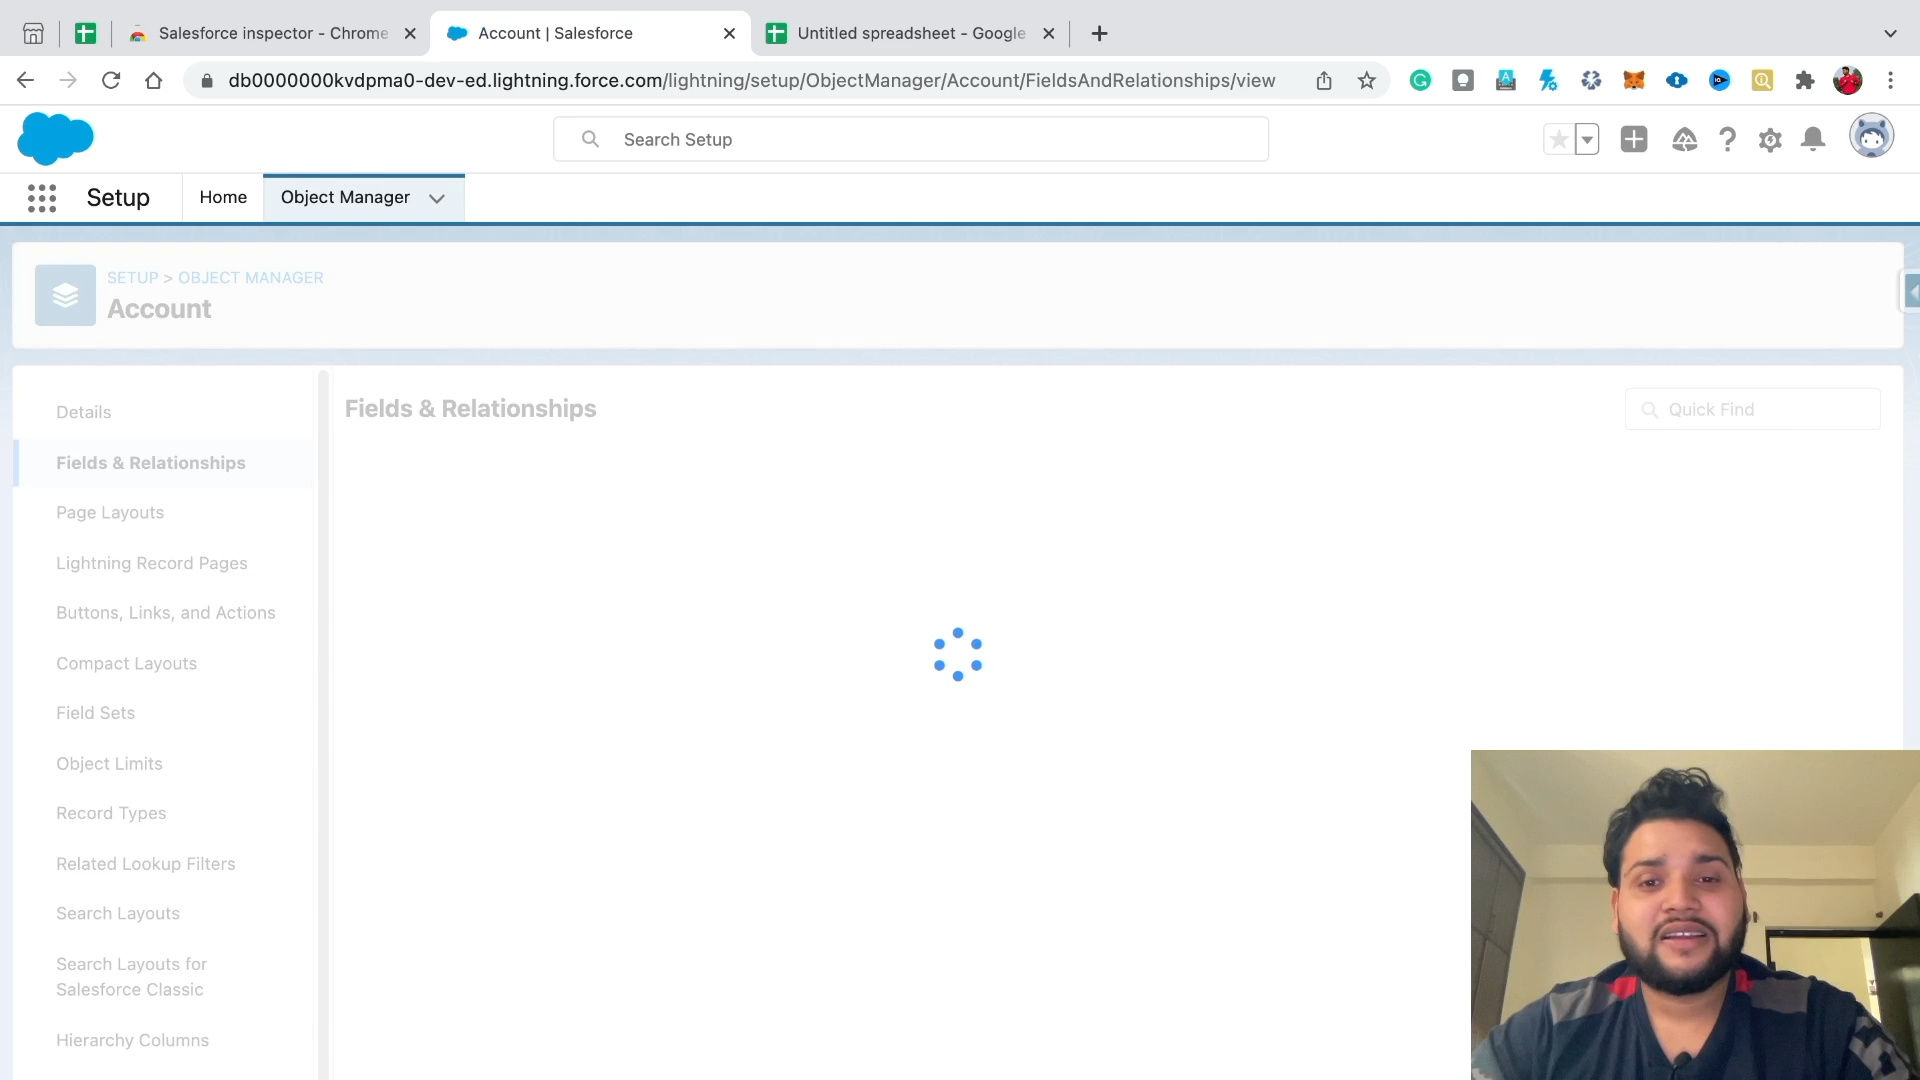 Salesforce inspector - Chrome
Account | Salesforce
Untitled spreadsheet - Google
db0000000kvdpma0-dev-ed.lightning.force.com/lightning/setup/ObjectManager/Account/FieldsAndRelationships/view
Search Setup
Setup
Home
Object Manager
SETUP > OBJECT MANAGER
Account
Details
Fields & Relationships
Page Layouts
Lightning Record Pages
Buttons, Links, and Actions
Compact Layouts
Field Sets
Object Limits
Record Types
Related Lookup Filters
Search Layouts
Search Layouts for
Salesforce Classic
Hierarchy Columns
Fields & Relationships
Quick Find